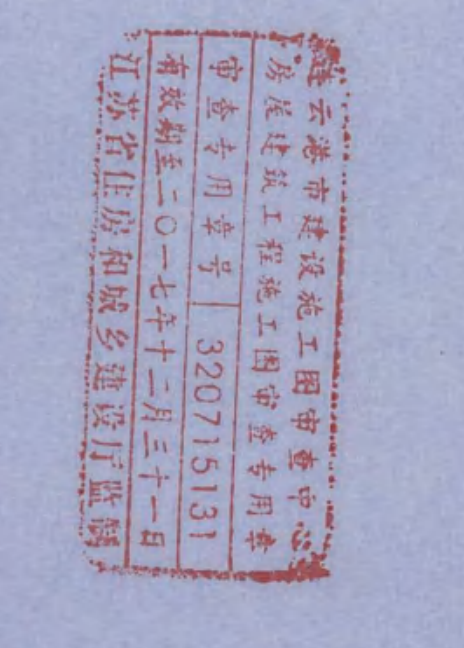 连云港市建设施工图审查中心
房屋建筑工程施工图审查专用章
审查专用章号 320715131
有效期至二〇一七年十二月三十一日
江苏省住房和城乡建设厅监制